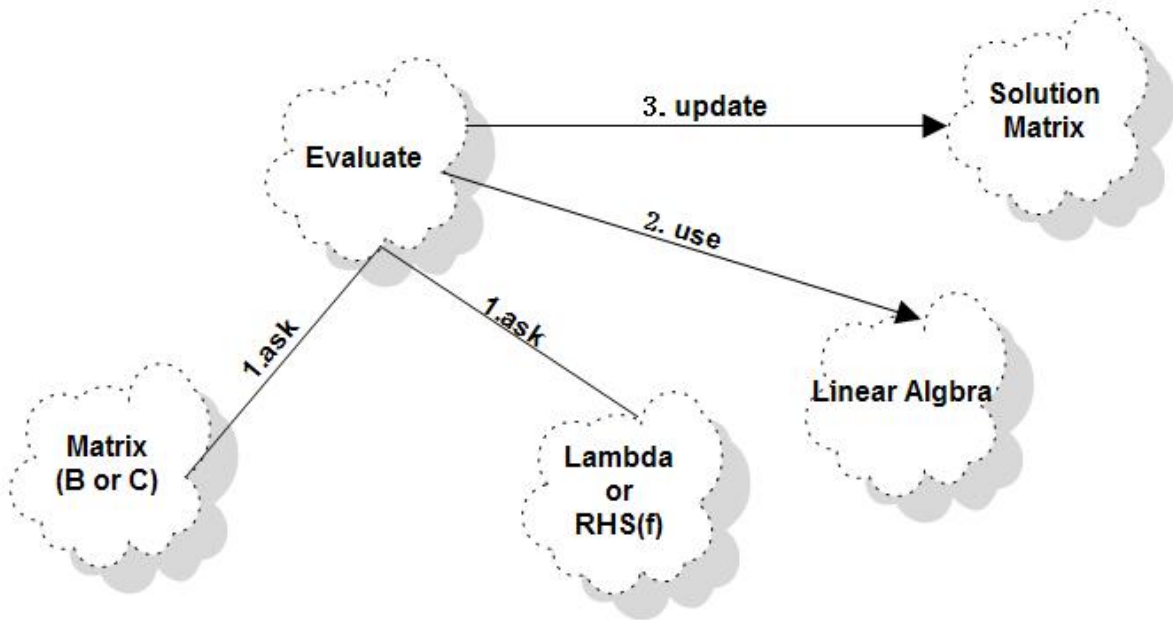 Solution
Matrix
3. update
Evaluate
2. use
1.ask
1.ask
Linear Algbra
Matrix
(B or C)
Lambda
or
RHS(f)